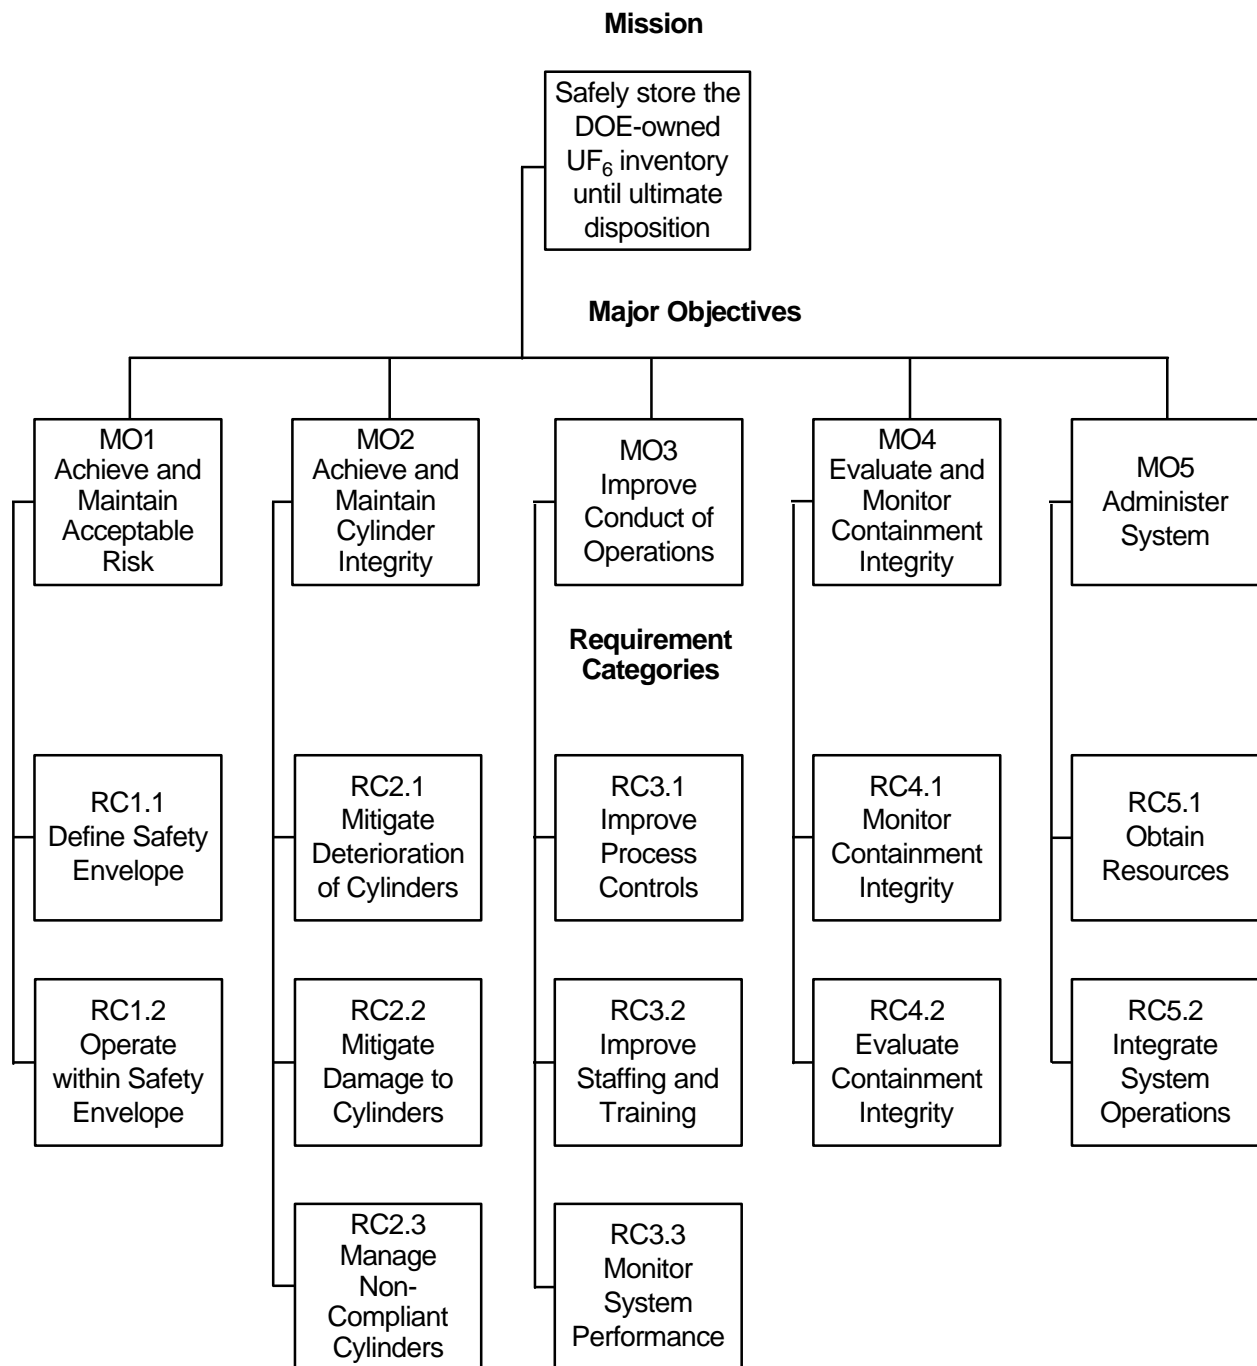 Mission
Safely store the
DOE-owned
UF₆ inventory
until ultimate
disposition
Major Objectives
MO1
Achieve and
Maintain
Acceptable
Risk
MO2
Achieve and
Maintain
Cylinder
Integrity
MO3
Improve
Conduct of
Operations
MO4
Evaluate and
Monitor
Containment
Integrity
MO5
Administer
System
Requirement
Categories
RC1.1
Define Safety
Envelope
RC2.1
Mitigate
Deterioration
of Cylinders
RC3.1
Improve
Process
Controls
RC4.1
Monitor
Containment
Integrity
RC5.1
Obtain
Resources
RC1.2
Operate
within Safety
Envelope
RC2.2
Mitigate
Damage to
Cylinders
RC3.2
Improve
Staffing and
Training
RC4.2
Evaluate
Containment
Integrity
RC5.2
Integrate
System
Operations
RC2.3
Manage
Non-
Compliant
Cylinders
RC3.3
Monitor
System
Performance